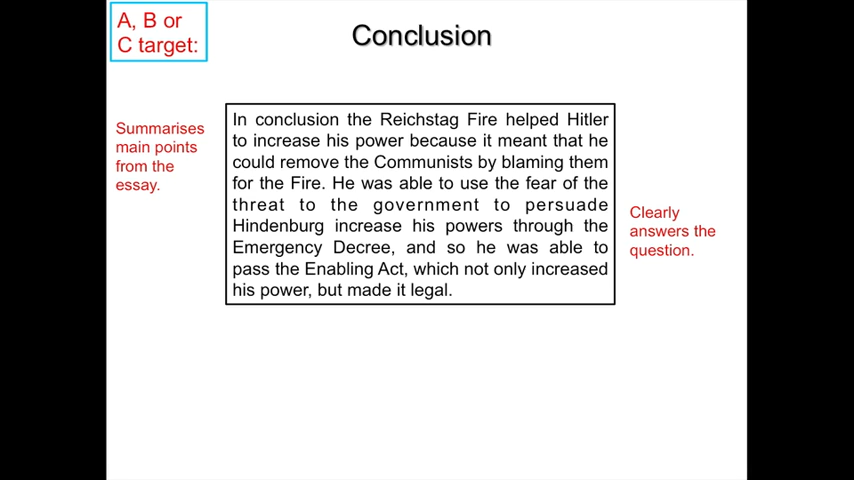 A, B or
C target:
Conclusion
Summarises
main points
from the
essay.
In conclusion the Reichstag Fire helped Hitler
to increase his power because it meant that he
could remove the Communists by blaming them
for the Fire. He was able to use the fear of the
threat to the government to persuade
Hindenburg increase his powers through the
Emergency Decree, and so he was able to
pass the Enabling Act, which not only increased
his power, but made it legal.
Clearly
answers the
question.